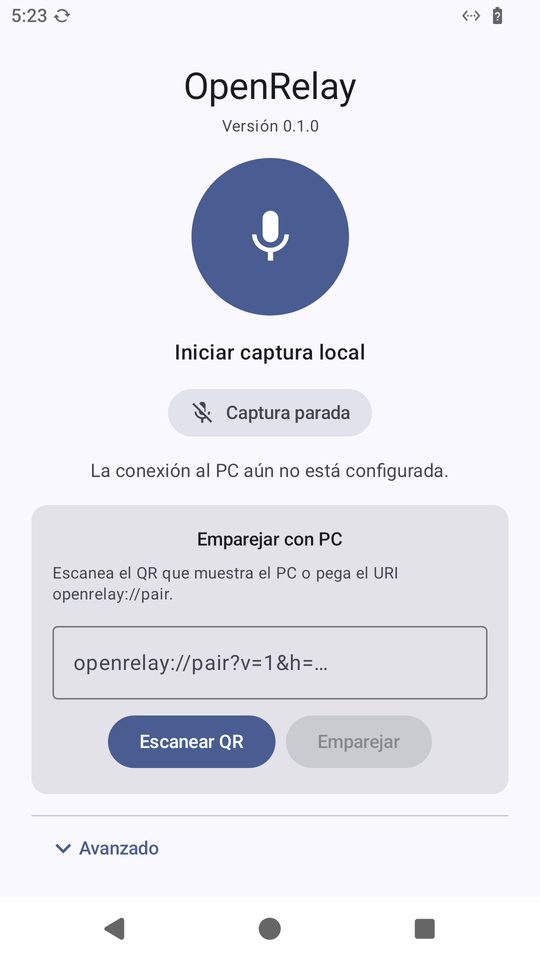 5:23
OpenRelay
Versión 0.1.0
Iniciar captura local
Captura parada
La conexión al PC aún no está configurada.
Emparejar con PC
Escanea el QR que muestra el PC o pega el URI
openrelay://pair.
openrelay://pair?v=1&h=…
Escanear QR
Emparejar
Avanzado